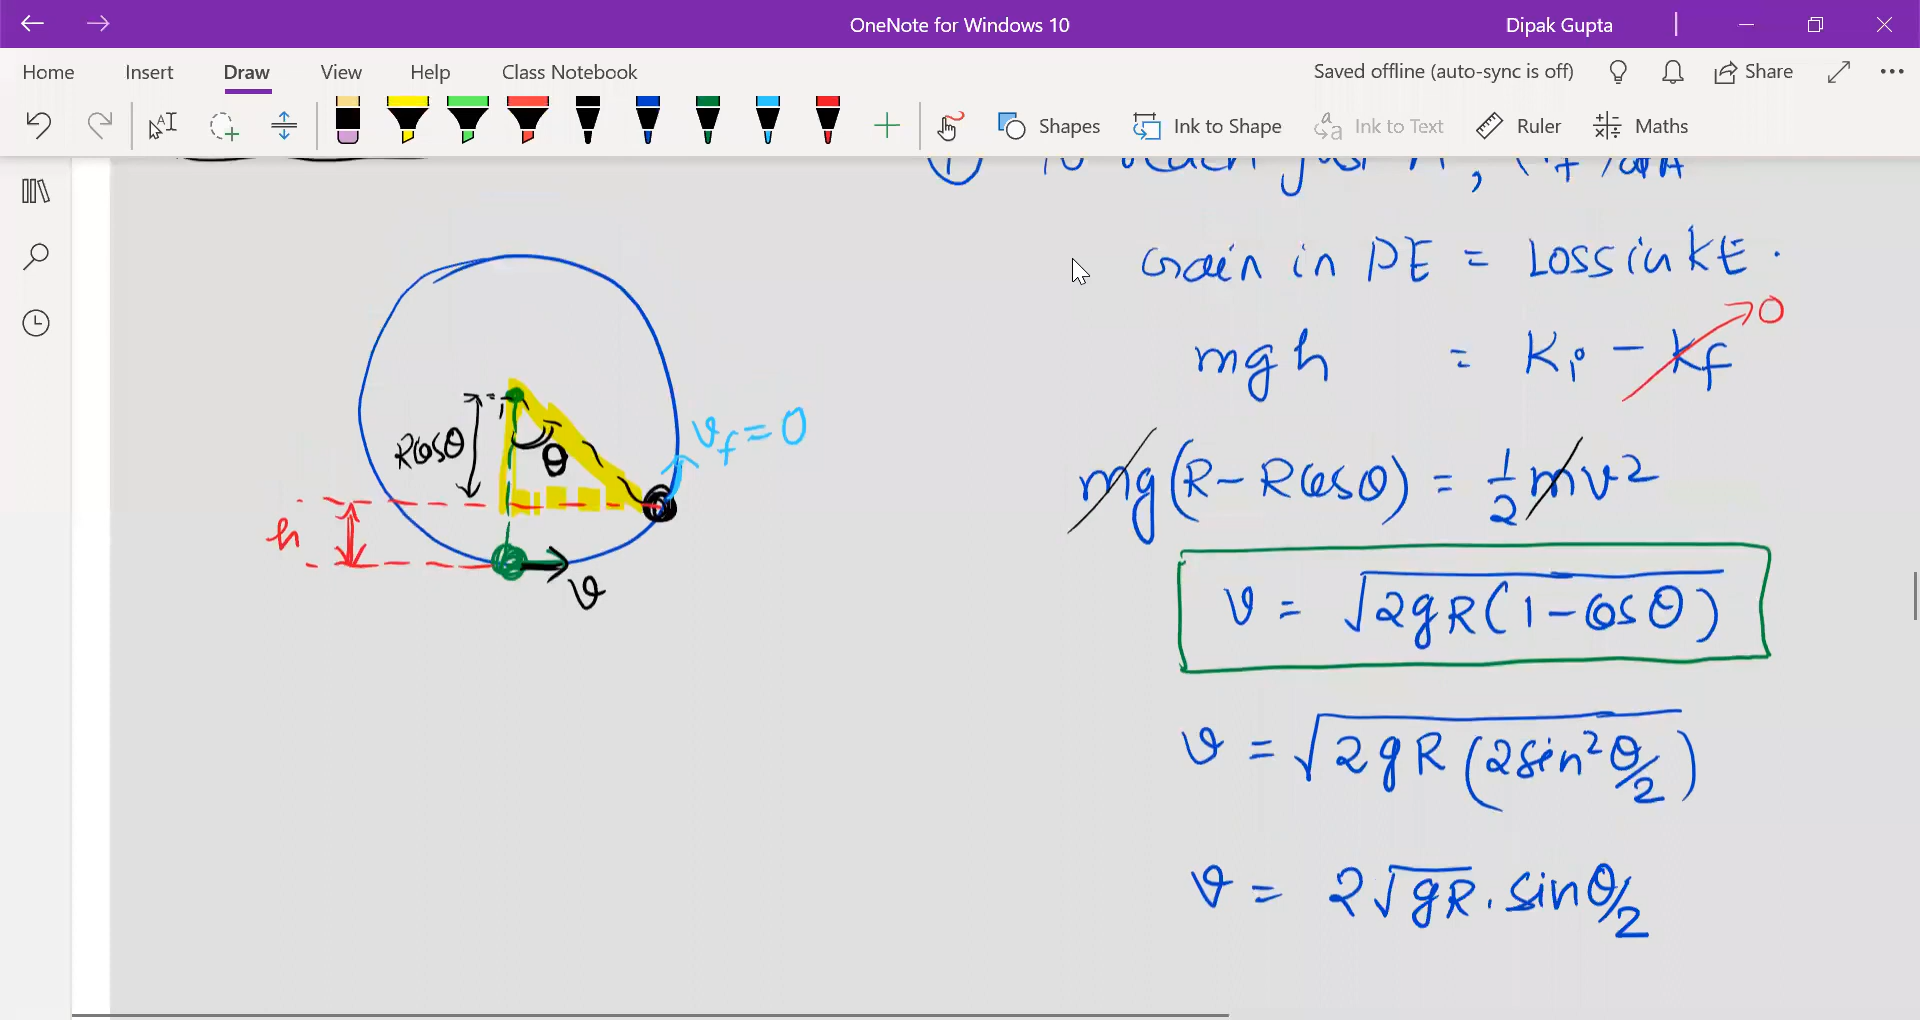 OneNote for Windows 10
Dipak Gupta
Home Insert Draw View Help Class Notebook
Saved offline (auto-sync is off) Share
Shapes Ink to Shape Ink to Text Ruler Maths
Gain in PE = Loss in KE.
mgh = Ki - Kf → 0
mg(R - Rcosθ) = 1/2 mv²
v = √2gR(1 - cosθ)
v = √2gR(2sin²θ/2)
v = 2√gR . sinθ/2
Rcosθ
θ
vf = 0
h
v